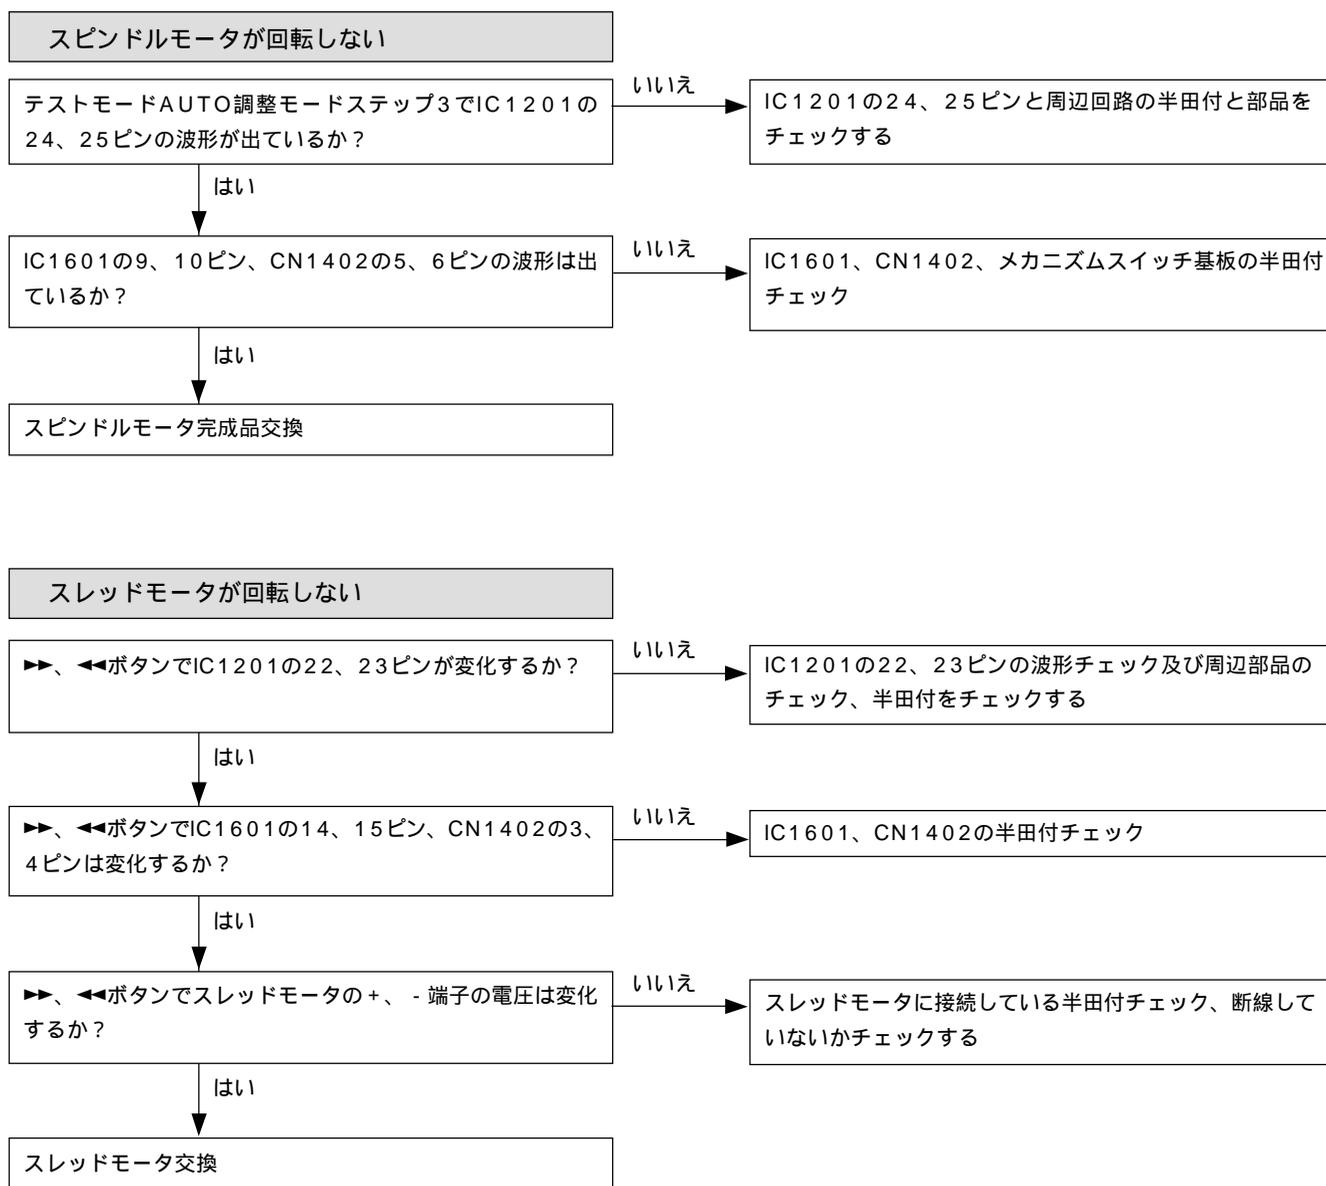 スピンドルモータが回転しない
テストモードAUTO調整モードステップ3でIC1201の
24、25ピンの波形が出ているか？
いいえ
IC1201の24、25ピンと周辺回路の半田付と部品を
チェックする
はい
IC1601の9、10ピン、CN1402の5、6ピンの波形は出
ているか？
いいえ
IC1601、CN1402、メカニズムスイッチ基板の半田付
チェック
はい
スピンドルモータ完成品交換
スレッドモータが回転しない
►►、◄◄ボタンでIC1201の22、23ピンが変化するか？
いいえ
IC1201の22、23ピンの波形チェック及び周辺部品の
チェック、半田付をチェックする
はい
►►、◄◄ボタンでIC1601の14、15ピン、CN1402の3、
4ピンは変化するか？
いいえ
IC1601、CN1402の半田付チェック
はい
►►、◄◄ボタンでスレッドモータの+、 - 端子の電圧は変化
するか？
いいえ
スレッドモータに接続している半田付チェック、断線して
いないかチェックする
はい
スレッドモータ交換